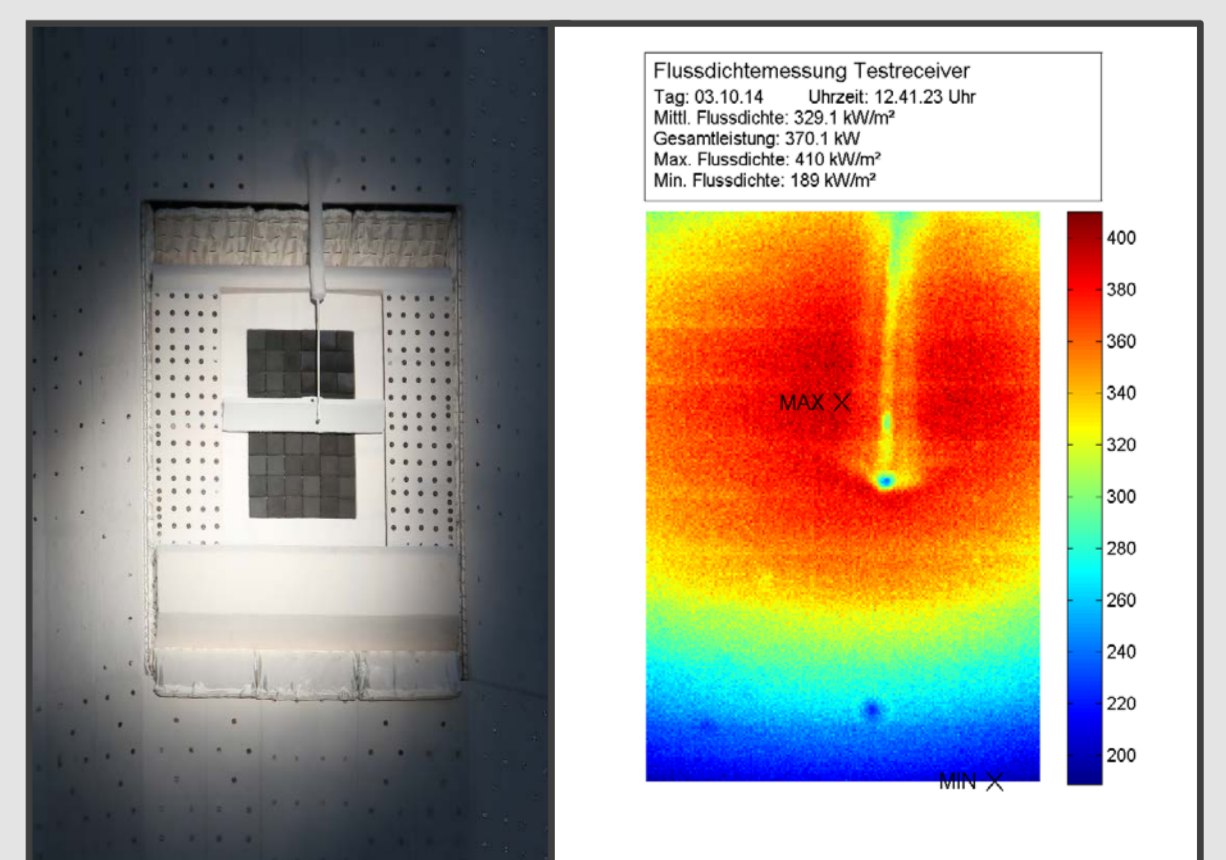 Flussdichtemessung Testreceiver
Tag: 03.10.14 Uhrzeit: 12.41.23 Uhr
Mittl. Flussdichte: 329.1 kW/m²
Gesamtleistung: 370.1 kW
Max. Flussdichte: 410 kW/m²
Min. Flussdichte: 189 kW/m²
400
380
360
340
MAX
320
300
280
260
240
220
200
MIN